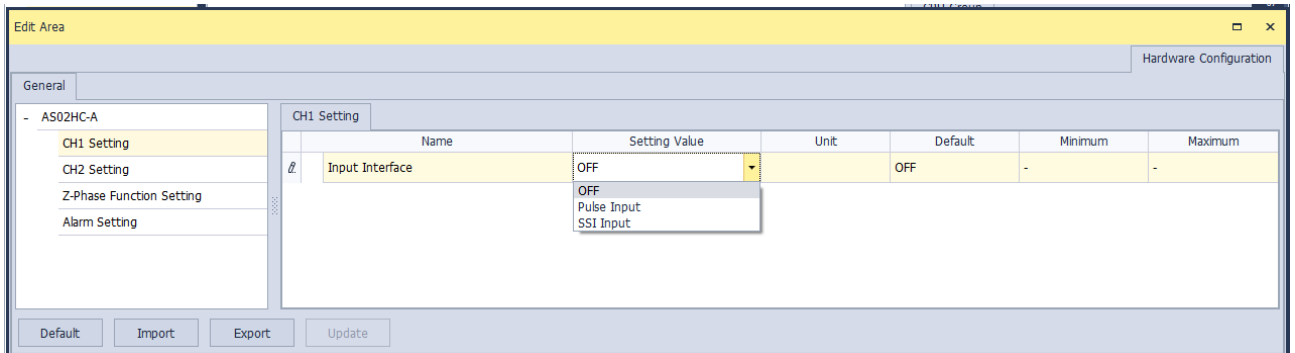 Edit Area
Hardware Configuration
General
- AS02HC-A
CH1 Setting
CH2 Setting
Z-Phase Function Setting
Alarm Setting
CH1 Setting
Name Setting Value Unit Default Minimum Maximum
Input Interface OFF OFF - -
OFF
Pulse Input
SSI Input
Default Import Export Update